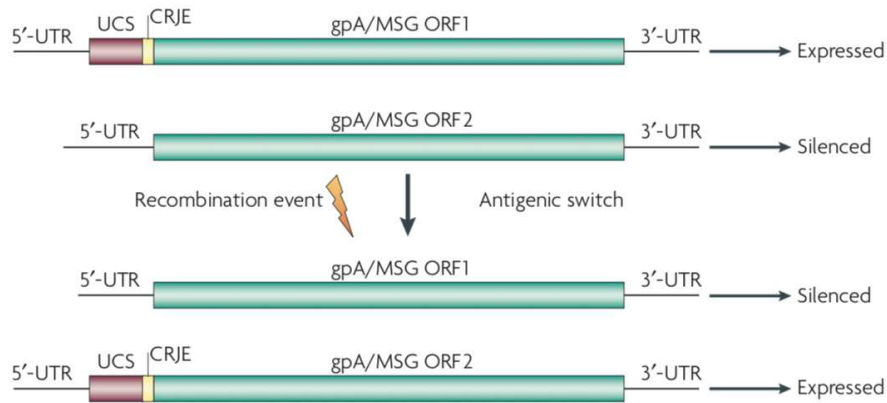 UCS CRJE gpA/MSG ORF1
5′-UTR 3′-UTR Expressed
gpA/MSG ORF2
5′-UTR 3′-UTR Silenced
Recombination event Antigenic switch
gpA/MSG ORF1
5′-UTR 3′-UTR Silenced
UCS CRJE gpA/MSG ORF2
5′-UTR 3′-UTR Expressed